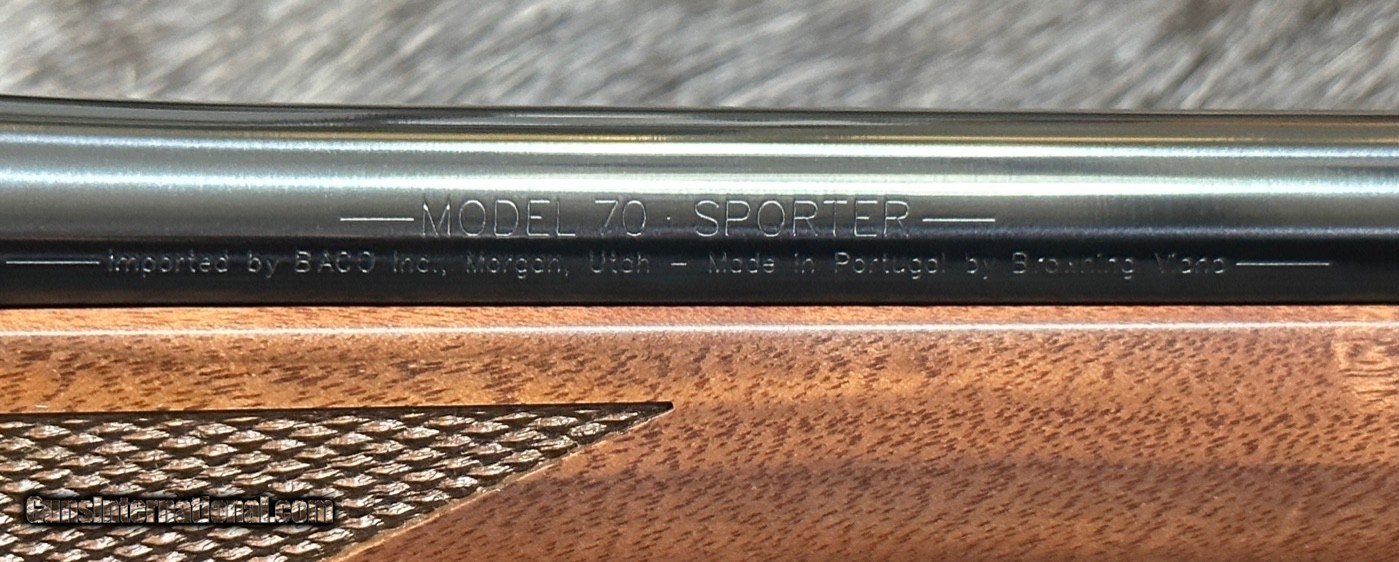 MODEL 70 · SPORTER
Imported by BACO Inc., Morgan, Utah – Made in Portugal by Browning Viana
GunsInternational.com